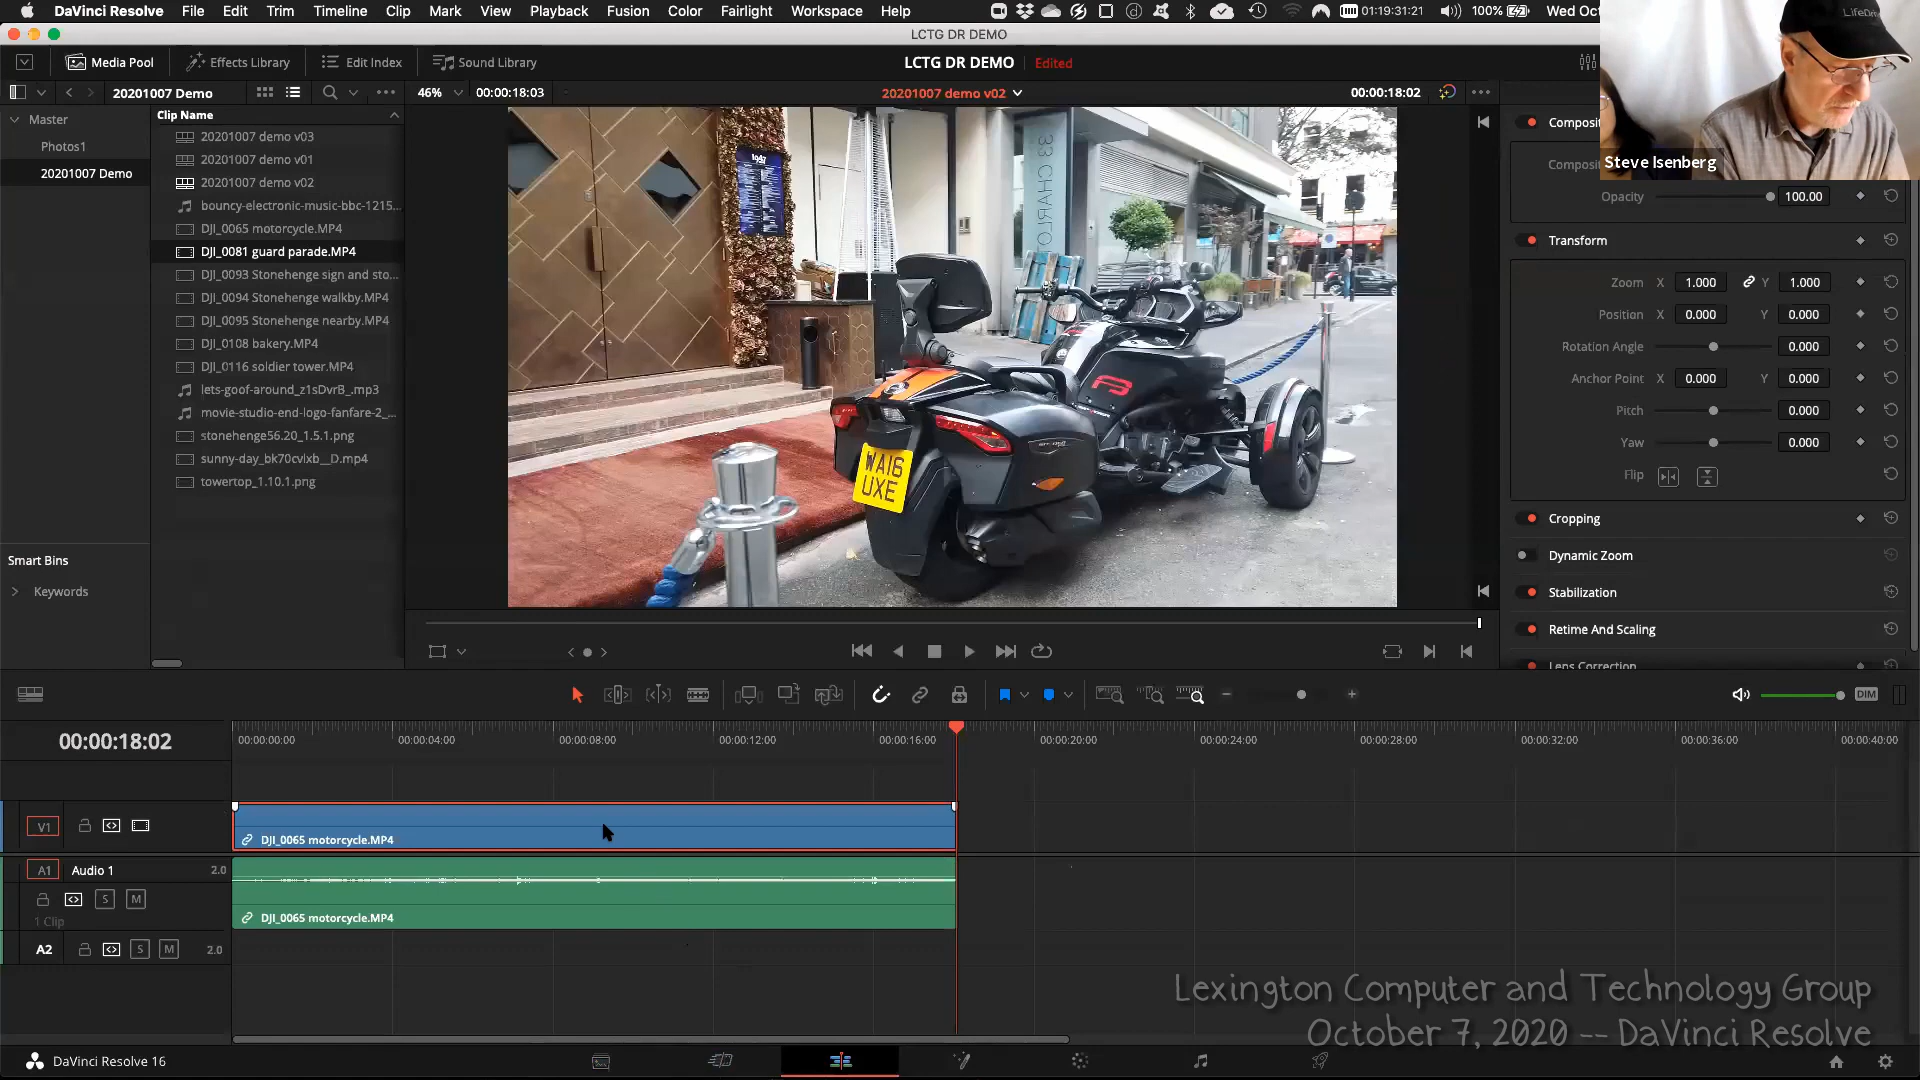 DaVinci Resolve File Edit Trim Timeline Clip Mark View Playback Fusion Color Fairlight Workspace Help 01:19:31:21 100% Wed Oct
LCTG DR DEMO
Media Pool Effects Library Edit Index Sound Library LCTG DR DEMO Edited
20201007 Demo 46% 00:00:18:03 20201007 demo v02 00:00:18:02
Master
Photos1
20201007 Demo
Smart Bins
Keywords
Clip Name
20201007 demo v03
20201007 demo v01
20201007 demo v02
bouncy-electronic-music-bbc-1215...
DJI_0065 motorcycle.MP4
DJI_0081 guard parade.MP4
DJI_0093 Stonehenge sign and sto...
DJI_0094 Stonehenge walkby.MP4
DJI_0095 Stonehenge nearby.MP4
DJI_0108 bakery.MP4
DJI_0116 soldier tower.MP4
lets-goof-around_z1sDvrB_.mp3
movie-studio-end-logo-fanfare-2_...
stonehenge56.20_1.5.1.png
sunny-day_bk70cvlxb__D.mp4
towertop_1.10.1.png
1947
33 CHARLO
WA16
UXE
Steve Isenberg
Composit
Composi
Opacity 100.00
Transform
Zoom X 1.000 Y 1.000
Position X 0.000 Y 0.000
Rotation Angle 0.000
Anchor Point X 0.000 Y 0.000
Pitch 0.000
Yaw 0.000
Flip
Cropping
Dynamic Zoom
Stabilization
Retime And Scaling
Lens Correction
DIM
00:00:18:02 00:00:00:00 00:00:04:00 00:00:08:00 00:00:12:00 00:00:16:00 00:00:20:00 00:00:24:00 00:00:28:00 00:00:32:00 00:00:36:00 00:00:40:00
V1 DJI_0065 motorcycle.MP4
A1 Audio 1 2.0
S M
1 Clip DJI_0065 motorcycle.MP4
A2 S M 2.0
Lexington Computer and Technology Group
October 7, 2020 -- DaVinci Resolve
DaVinci Resolve 16